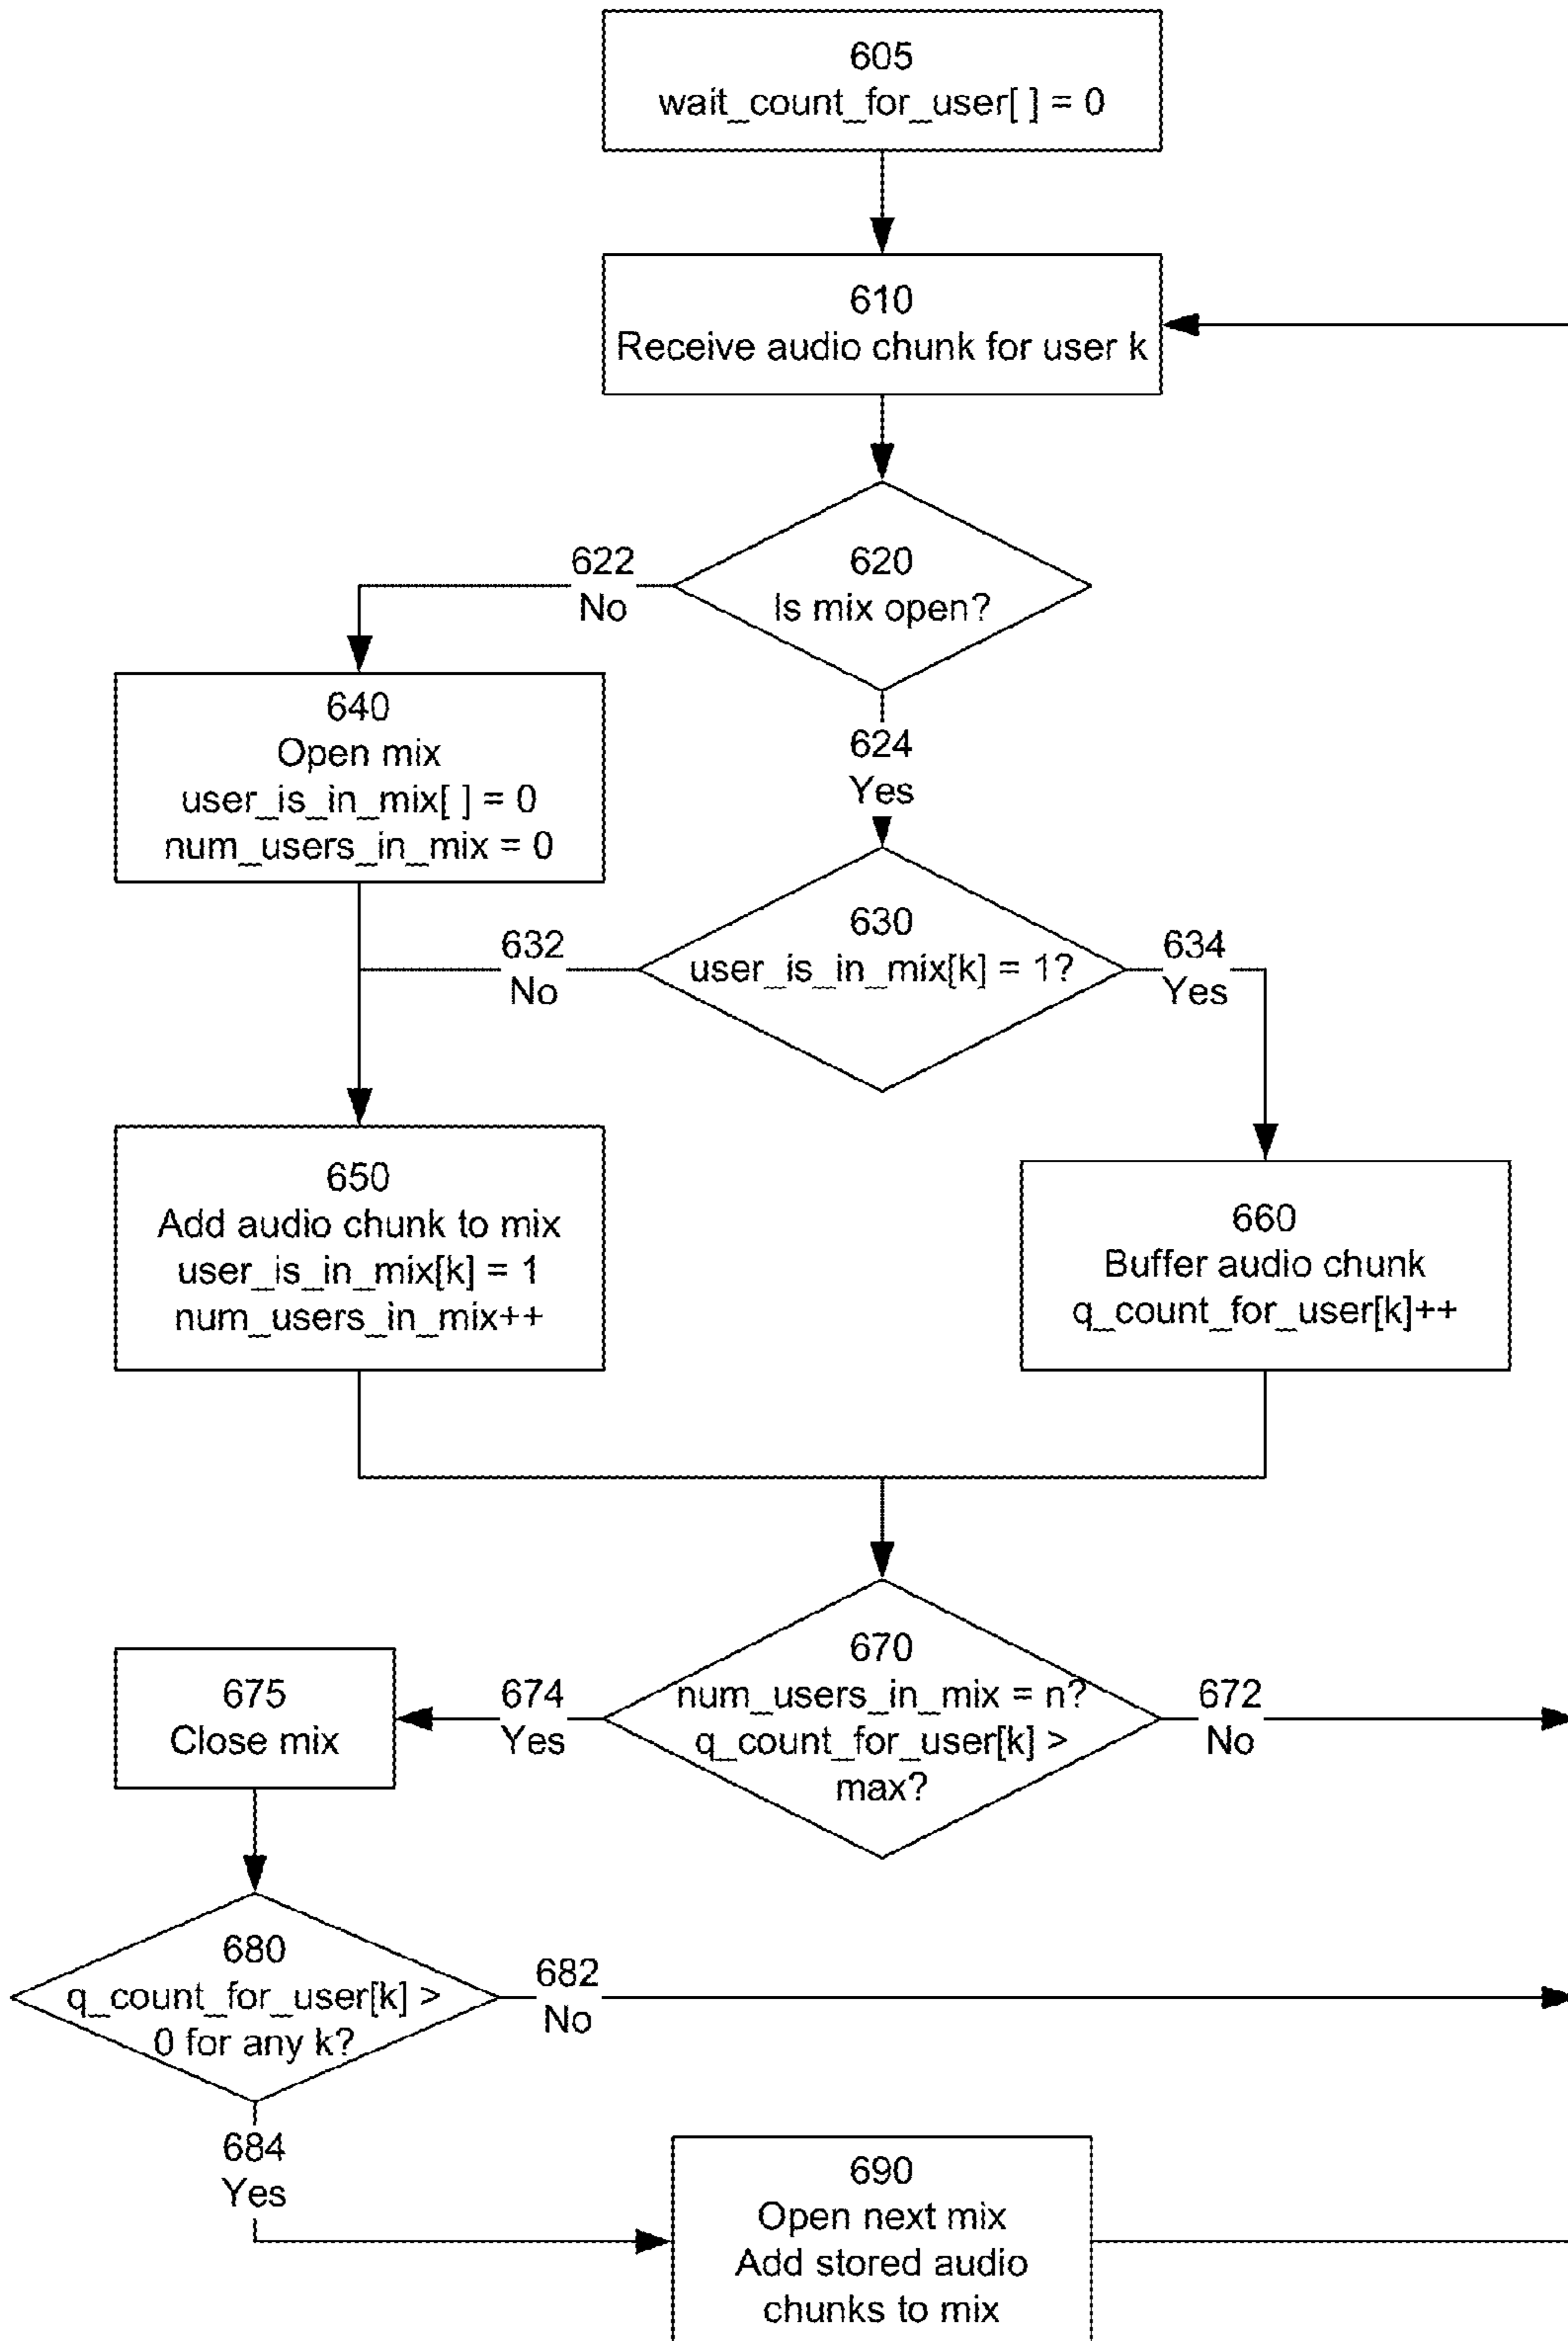 605
wait_count_for_user[ ] = 0
610
Receive audio chunk for user k
620
Is mix open?
622
No
624
Yes
640
Open mix
user_is_in_mix[ ] = 0
num_users_in_mix = 0
630
user_is_in_mix[k] = 1?
632
No
634
Yes
650
Add audio chunk to mix
user_is_in_mix[k] = 1
num_users_in_mix++
660
Buffer audio chunk
q_count_for_user[k]++
670
num_users_in_mix = n?
q_count_for_user[k] >
max?
672
No
674
Yes
675
Close mix
680
q_count_for_user[k] >
0 for any k?
682
No
684
Yes
690
Open next mix
Add stored audio
chunks to mix